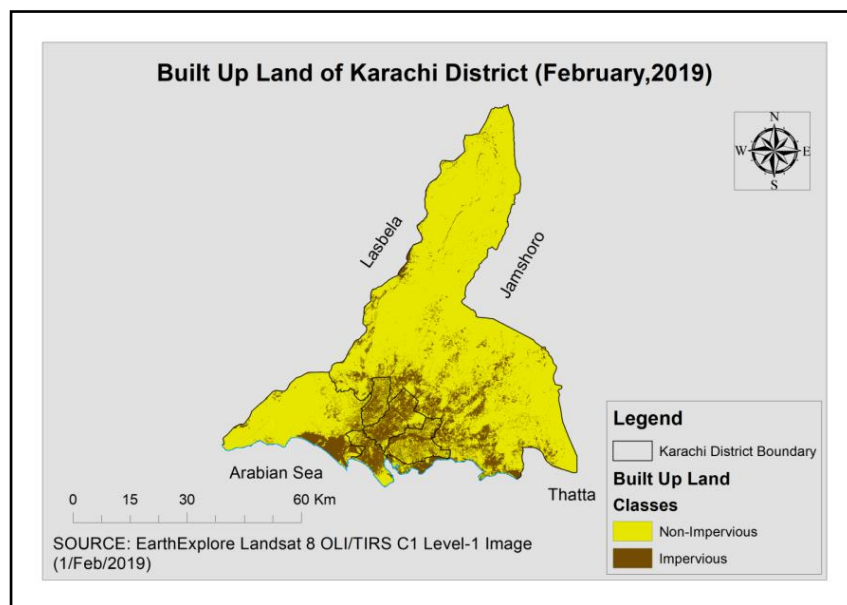 Built Up Land of Karachi District (February,2019)
N
W E
S
Lasbela
Jamshoro
Arabian Sea
Thatta
0 15 30 60 Km
SOURCE: EarthExplore Landsat 8 OLI/TIRS C1 Level-1 Image
(1/Feb/2019)
Legend
Karachi District Boundary
Built Up Land
Classes
Non-Impervious
Impervious